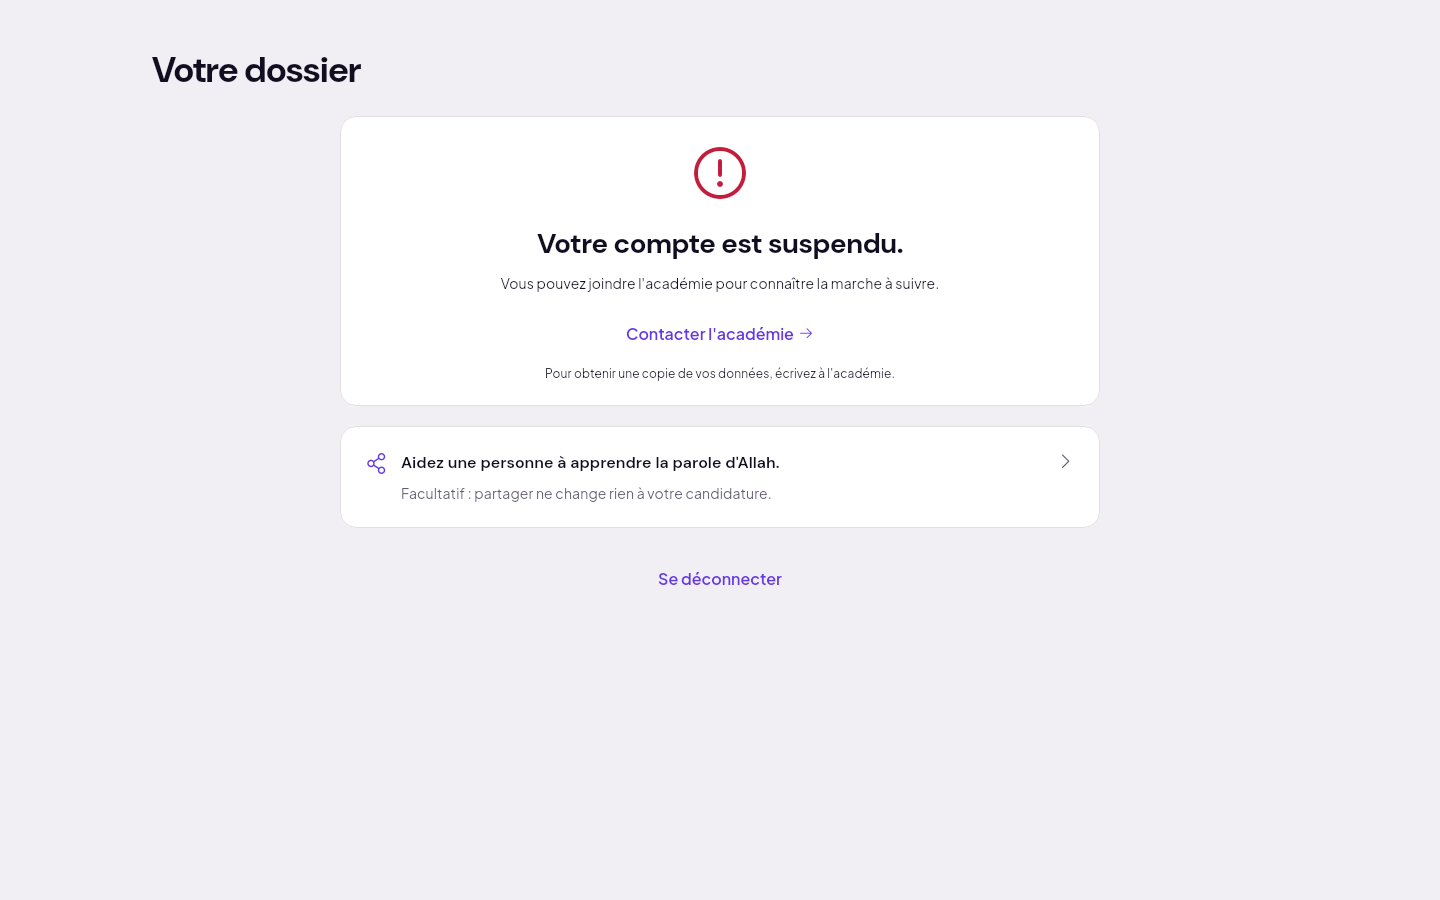 Votre dossier
Votre compte est suspendu.
Vous pouvez joindre l'académie pour connaître la marche à suivre.
Contacter l'académie →
Pour obtenir une copie de vos données, écrivez à l'académie.
Aidez une personne à apprendre la parole d'Allah.
Facultatif : partager ne change rien à votre candidature.
Se déconnecter